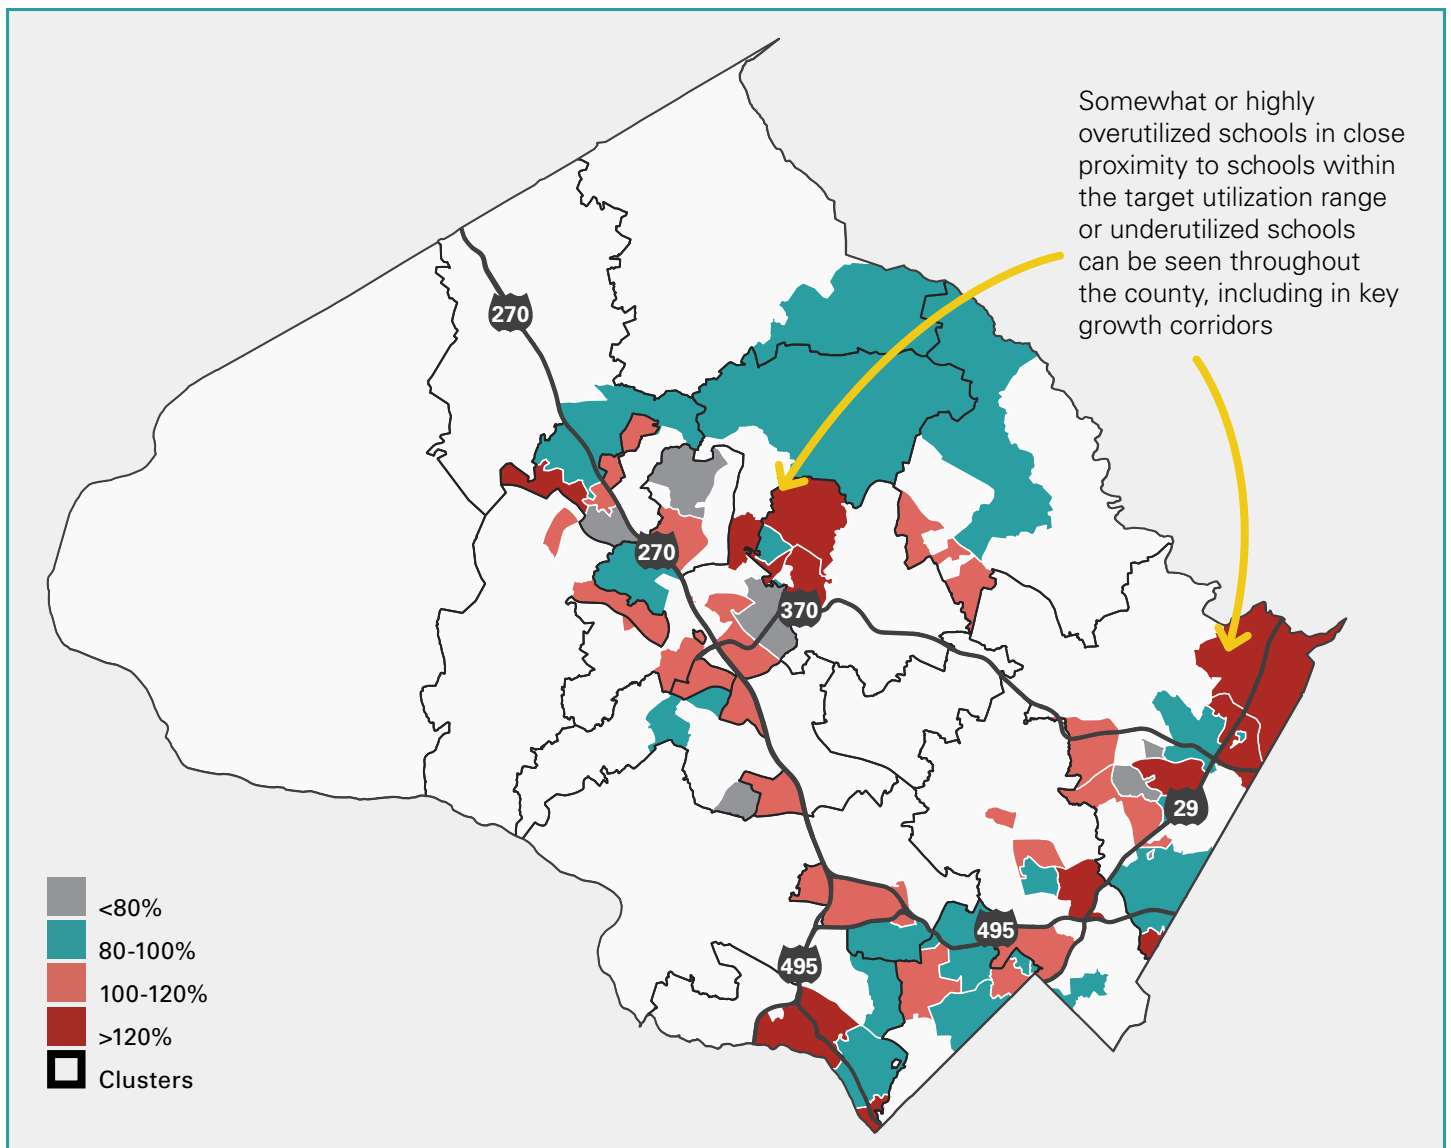 Somewhat or highly
overutilized schools in close
proximity to schools within
the target utilization range
or underutilized schools
can be seen throughout
the county, including in key
growth corridors
270
270
370
29
495
495
<80%
80-100%
100-120%
>120%
Clusters